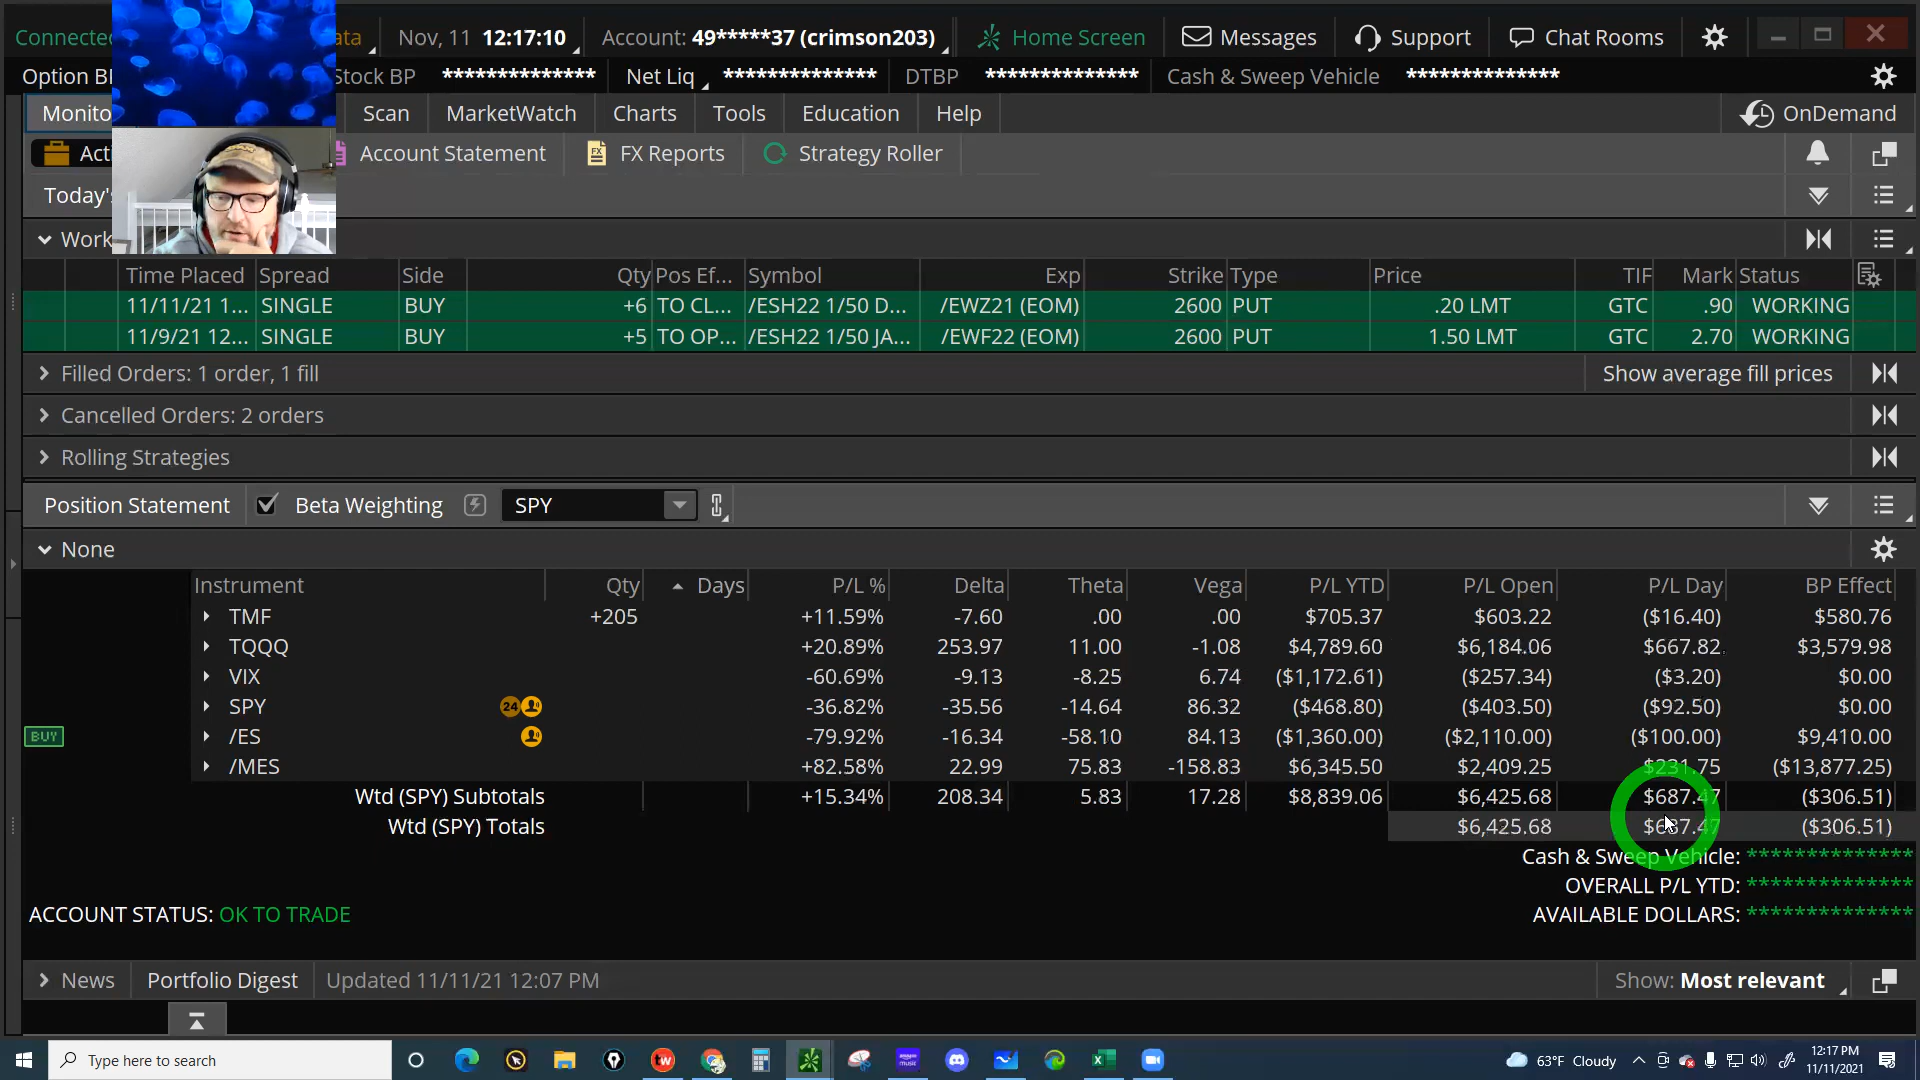 Connected
ata
Nov, 11 12:17:10
Account: 49*****37 (crimson203)
Home Screen
Messages
Support
Chat Rooms
Option B
Stock BP **************
Net Liq **************
DTBP **************
Cash & Sweep Vehicle **************
Monito
Scan
MarketWatch
Charts
Tools
Education
Help
OnDemand
Acti
Account Statement
FX Reports
Strategy Roller
Today's
Work
Time Placed Spread Side Qty Pos Ef... Symbol Exp Strike Type Price TIF Mark Status
11/11/21 1... SINGLE BUY +6 TO CL... /ESH22 1/50 D... /EWZ21 (EOM) 2600 PUT .20 LMT GTC .90 WORKING
11/9/21 12... SINGLE BUY +5 TO OP... /ESH22 1/50 JA... /EWF22 (EOM) 2600 PUT 1.50 LMT GTC 2.70 WORKING
Filled Orders: 1 order, 1 fill
Show average fill prices
Cancelled Orders: 2 orders
Rolling Strategies
Position Statement
Beta Weighting
SPY
None
Instrument Qty Days P/L % Delta Theta Vega P/L YTD P/L Open P/L Day BP Effect
TMF +205 +11.59% -7.60 .00 .00 $705.37 $603.22 ($16.40) $580.76
TQQQ +20.89% 253.97 11.00 -1.08 $4,789.60 $6,184.06 $667.82 $3,579.98
VIX -60.69% -9.13 -8.25 6.74 ($1,172.61) ($257.34) ($3.20) $0.00
SPY 24 -36.82% -35.56 -14.64 86.32 ($468.80) ($403.50) ($92.50) $0.00
BUY /ES -79.92% -16.34 -58.10 84.13 ($1,360.00) ($2,110.00) ($100.00) $9,410.00
/MES +82.58% 22.99 75.83 -158.83 $6,345.50 $2,409.25 $231.75 ($13,877.25)
Wtd (SPY) Subtotals +15.34% 208.34 5.83 17.28 $8,839.06 $6,425.68 $687.47 ($306.51)
Wtd (SPY) Totals $6,425.68 $687.47 ($306.51)
Cash & Sweep Vehicle: **************
OVERALL P/L YTD: **************
ACCOUNT STATUS: OK TO TRADE
AVAILABLE DOLLARS: **************
News
Portfolio Digest
Updated 11/11/21 12:07 PM
Show: Most relevant
Type here to search
63°F Cloudy
12:17 PM
11/11/2021